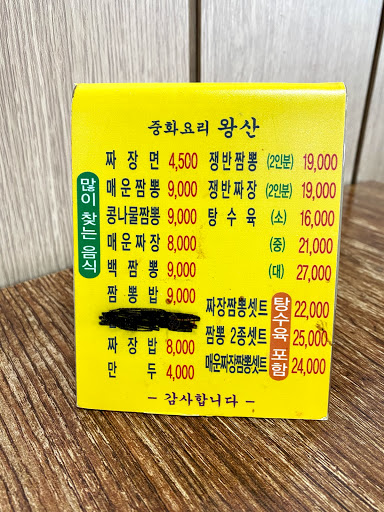 중화요리 왕산
많이 찾는 음식
짜장면 4,500
매운짬뽕 9,000
콩나물짬뽕 9,000
매운짜장 8,000
백짬뽕 9,000
짬뽕밥 9,000
짜장밥 8,000
만두 4,000
쟁반짬뽕 (2인분) 19,000
쟁반짜장 (2인분) 19,000
탕수육 (소) 16,000
(중) 21,000
(대) 27,000
탕수육 포함
짜장짬뽕셋트 22,000
짬뽕 2종셋트 25,000
매운짜장짬뽕셋트 24,000
- 감사합니다 -